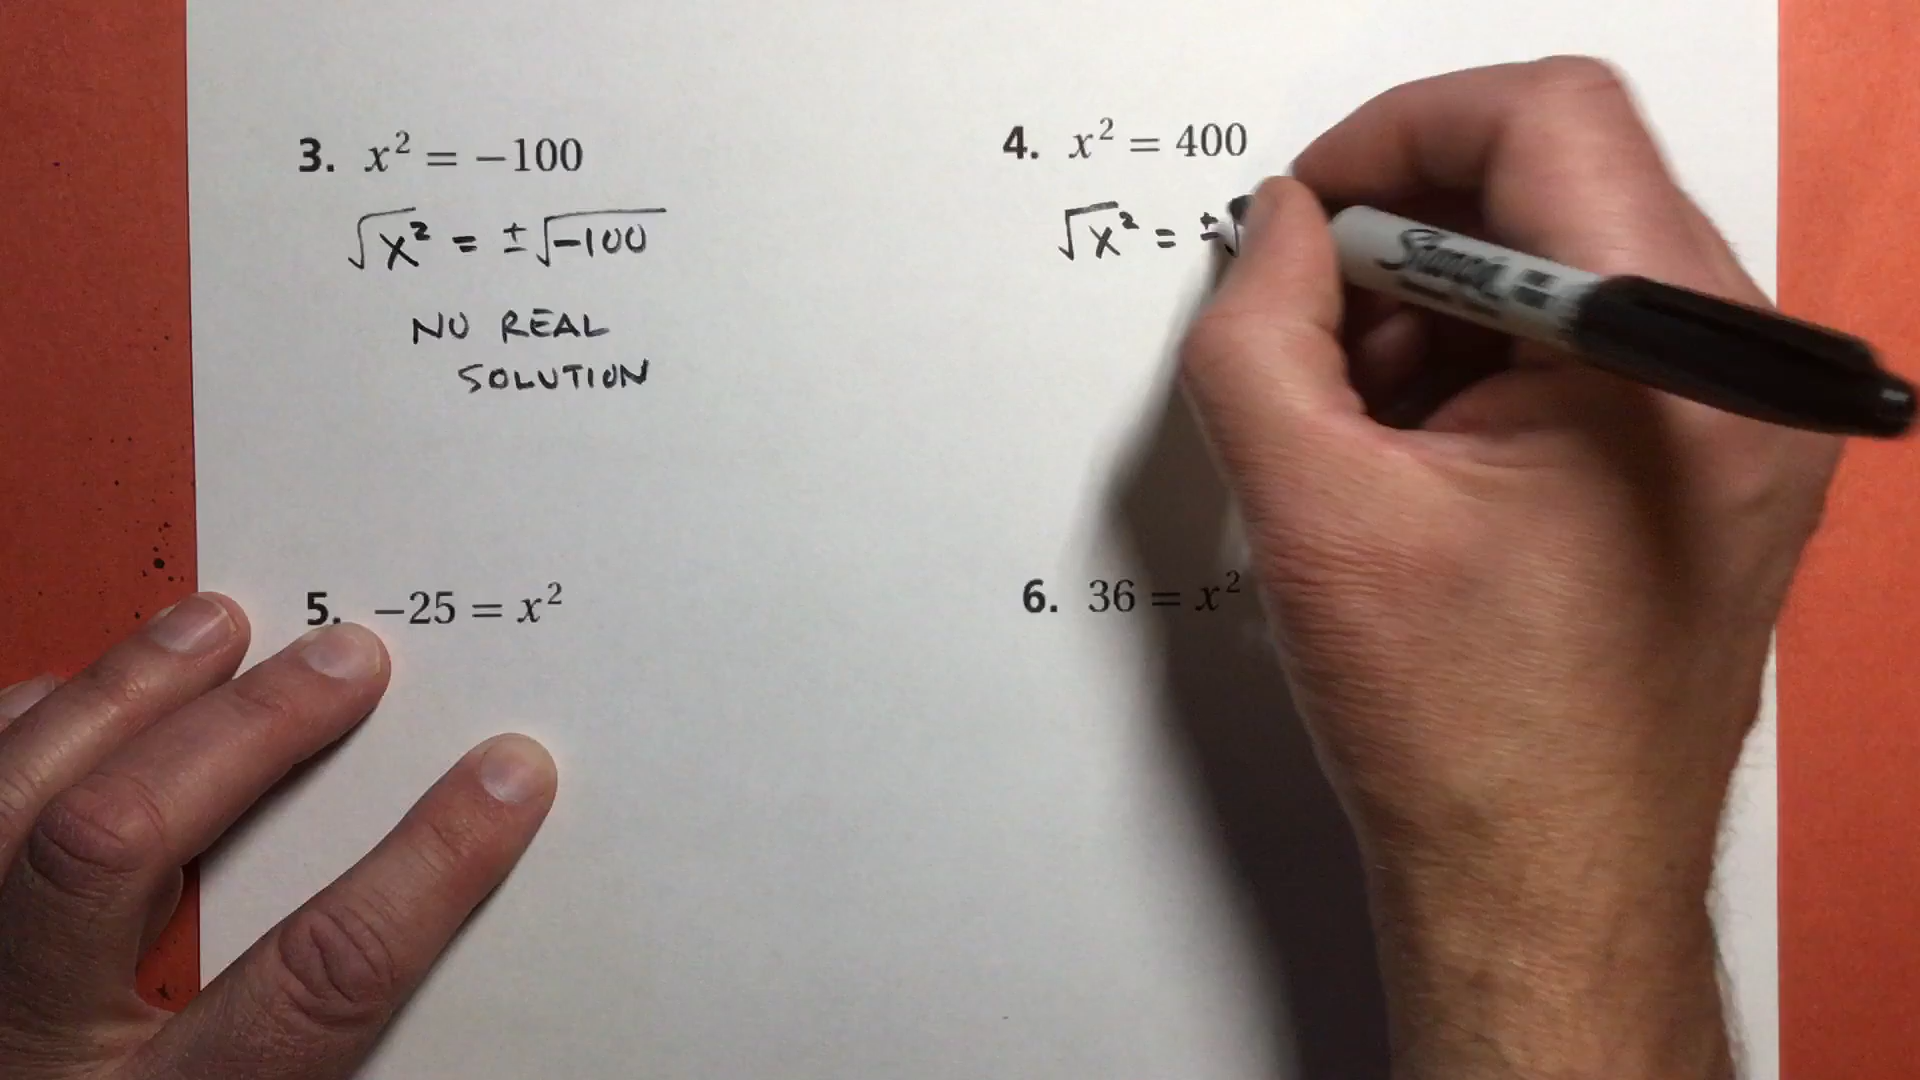 3. x² = −100
√x² = ±√−100
NO REAL
SOLUTION
4. x² = 400
√x² = ±√
5. −25 = x²
6. 36 = x²